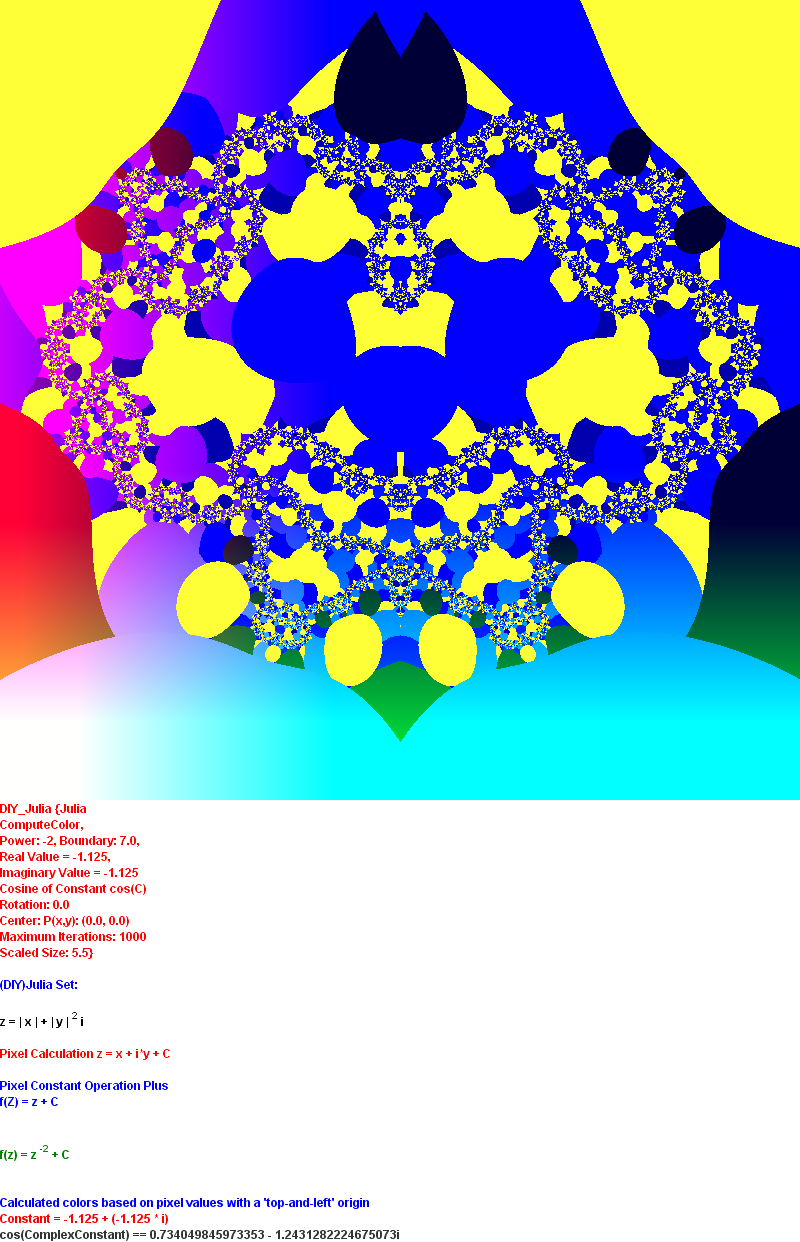 DIY_Julia {Julia
ComputeColor,
Power: -2, Boundary: 7.0,
Real Value = -1.125,
Imaginary Value = -1.125
Cosine of Constant cos(C)
Rotation: 0.0
Center: P(x,y): (0.0, 0.0)
Maximum Iterations: 1000
Scaled Size: 5.5}
(DIY)Julia Set:
z = | x | + | y | 2 i
Pixel Calculation z = x + i*y + C
Pixel Constant Operation Plus
f(Z) = z + C
f(z) = z -2 + C
Calculated colors based on pixel values with a 'top-and-left' origin
Constant = -1.125 + (-1.125 * i)
cos(ComplexConstant) == 0.734049845973353 - 1.2431282224675073i